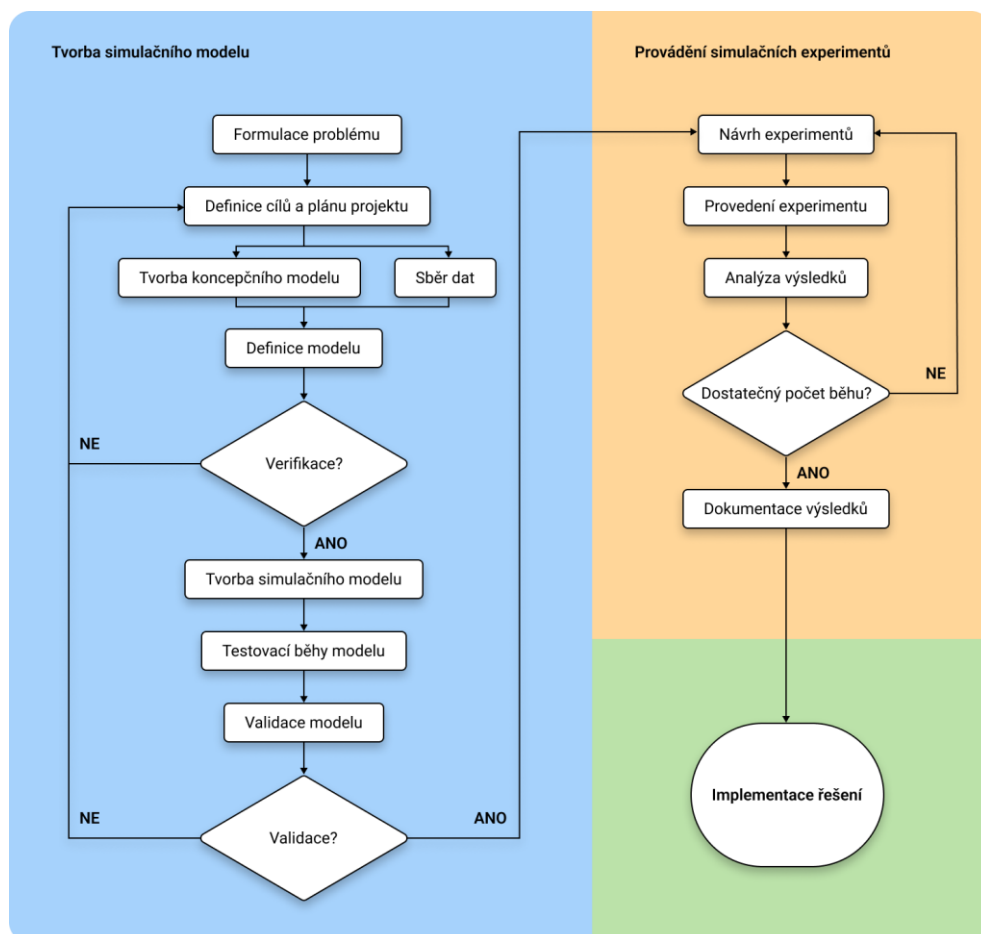 Tvorba simulačního modelu
Formulace problému
Definice cílů a plánu projektu
Tvorba koncepčního modelu
Sběr dat
Definice modelu
NE
Verifikace?
ANO
Tvorba simulačního modelu
Testovací běhy modelu
Validace modelu
NE
Validace?
ANO
Provádění simulačních experimentů
Návrh experimentů
Provedení experimentu
Analýza výsledků
Dostatečný počet běhu?
NE
ANO
Dokumentace výsledků
Implementace řešení